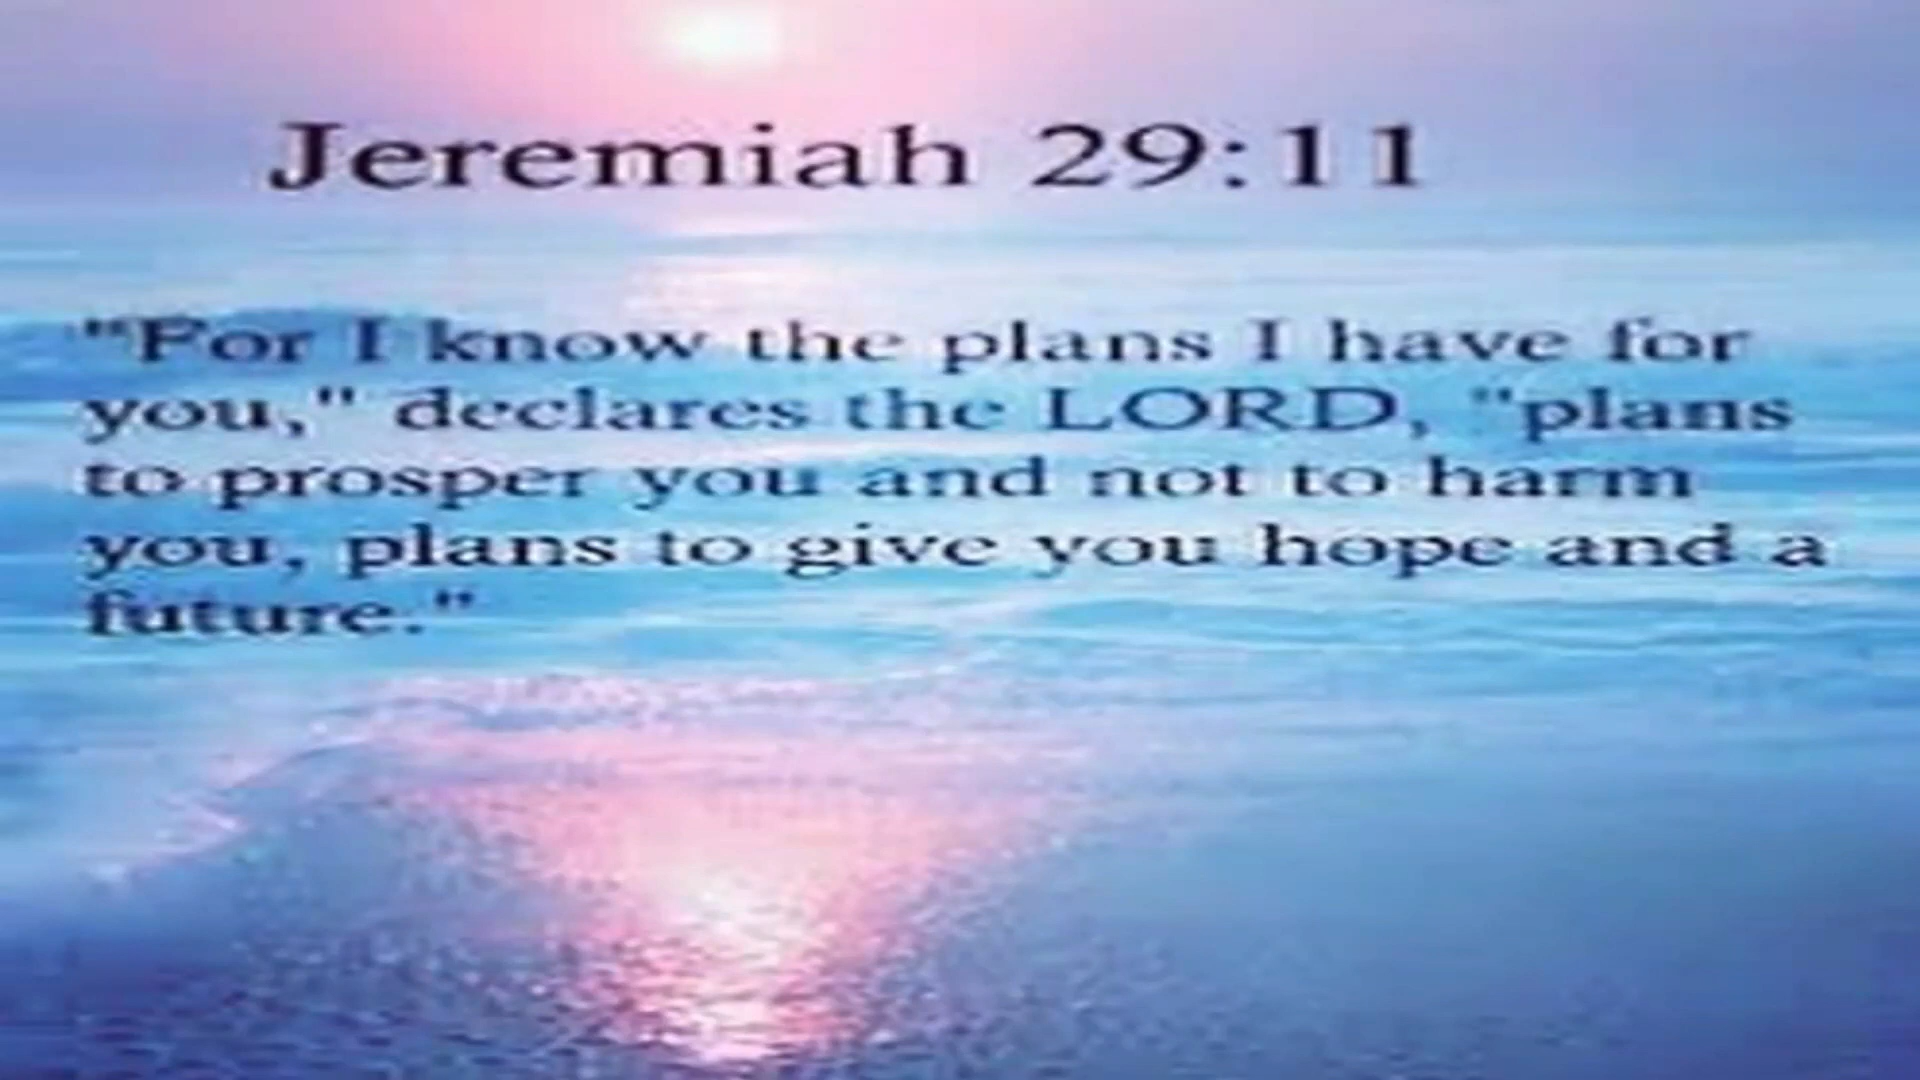 Jeremiah 29:11
"For I know the plans I have for
you," declares the LORD, "plans
to prosper you and not to harm
you, plans to give you hope and a
future."